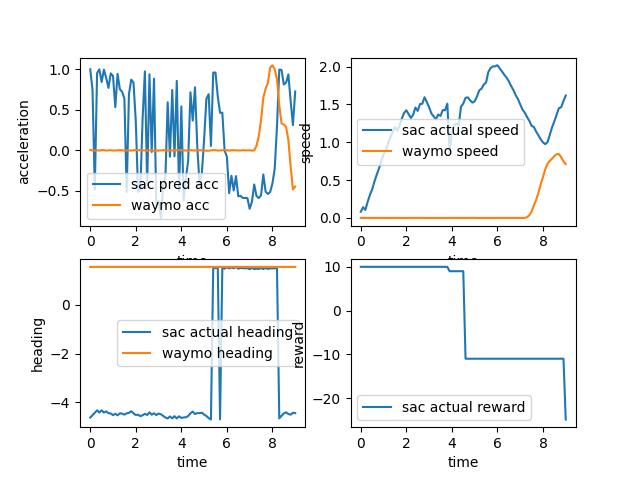 acceleration
1.0
0.5
0.0
−0.5
sac pred acc
waymo acc
0 2 4 6 8
time
speed
2.0
1.5
1.0
0.5
0.0
sac actual speed
waymo speed
0 2 4 6 8
time
heading
0
−2
−4
sac actual heading
waymo heading
0 2 4 6 8
time
reward
10
0
−10
−20
sac actual reward
0 2 4 6 8
time